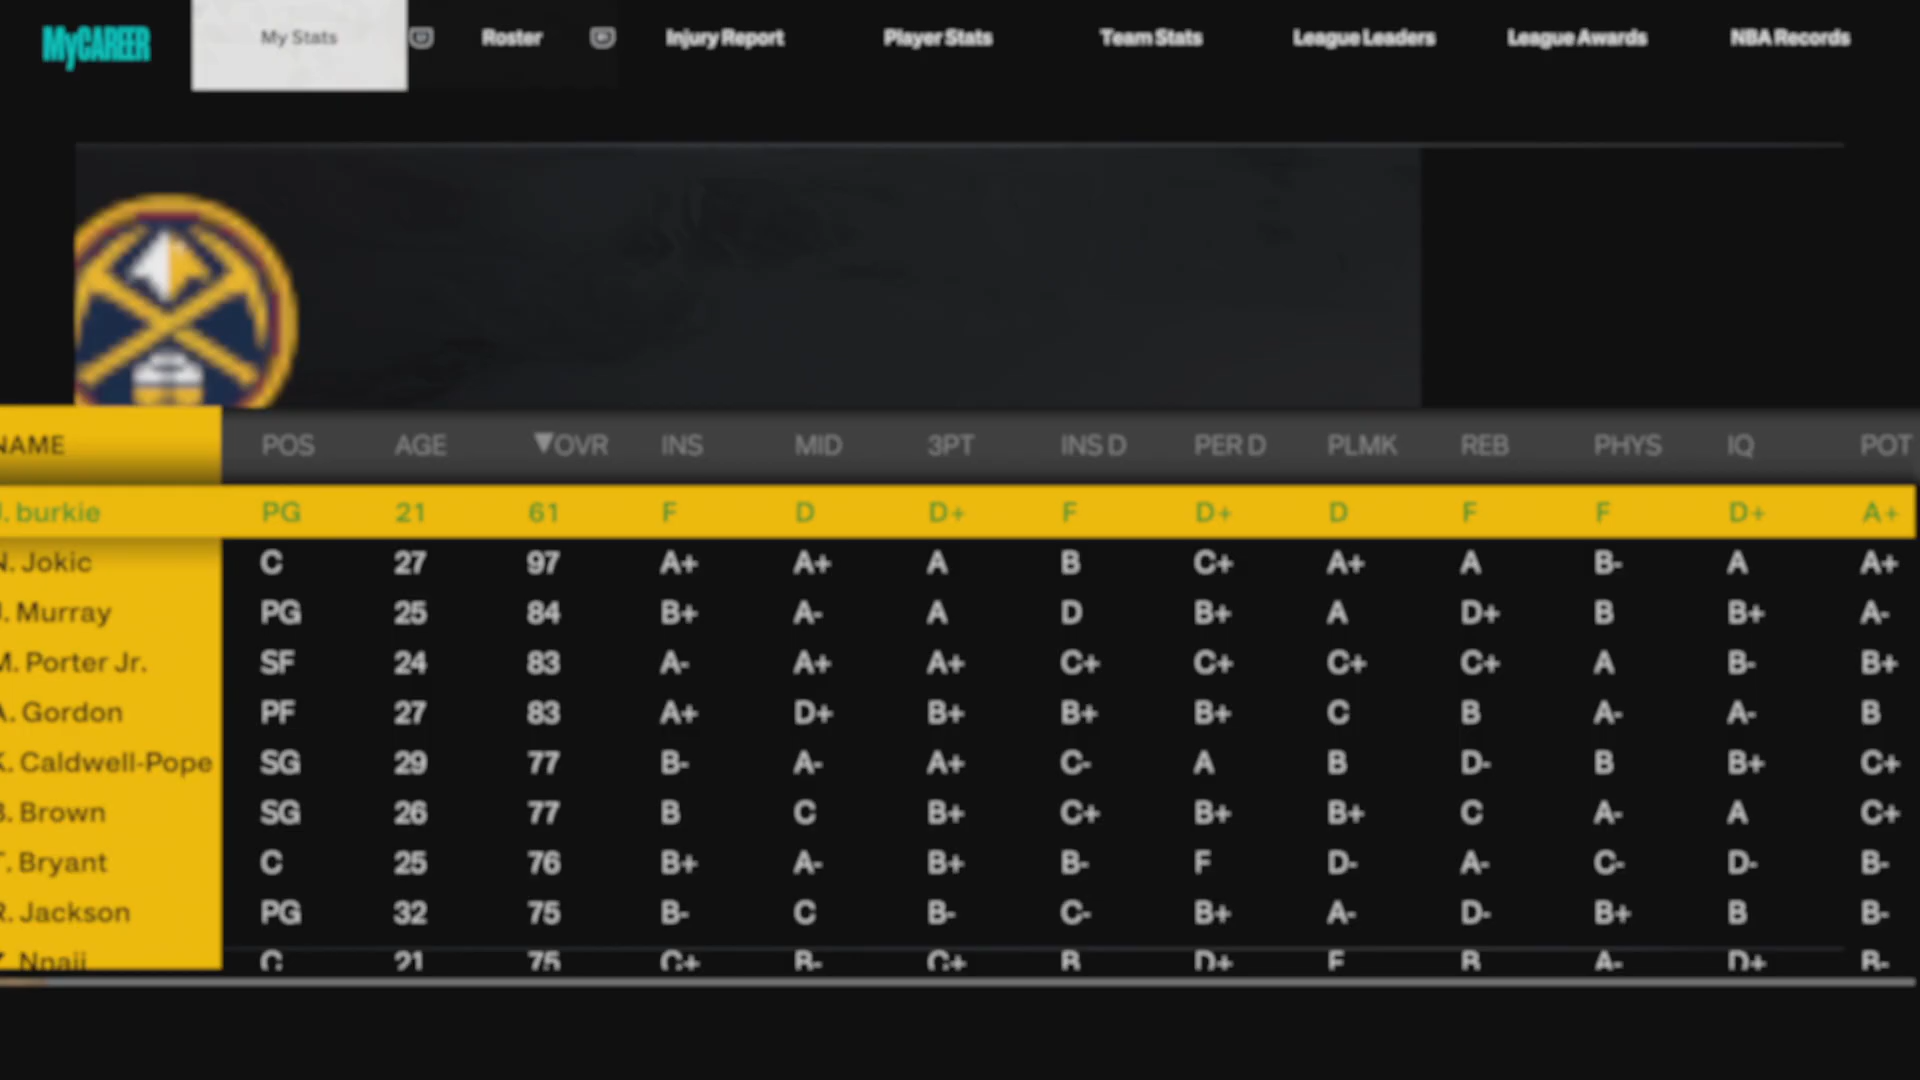 MyCAREER My Stats Roster Injury Report Player Stats Team Stats League Leaders League Awards NBA Records
NAME POS AGE ▼OVR INS MID 3PT INS D PER D PLMK REB PHYS IQ POT
J. burkie PG 21 61 F D D+ F D+ D F F D+ A+
N. Jokic C 27 97 A+ A+ A B C+ A+ A B- A A+
J. Murray PG 25 84 B+ A- A D B+ A D+ B B+ A-
M. Porter Jr. SF 24 83 A- A+ A+ C+ C+ C+ C+ A B- B+
A. Gordon PF 27 83 A+ D+ B+ B+ B+ C B A- A- B
K. Caldwell-Pope SG 29 77 B- A- A+ C- A B D- B B+ C+
B. Brown SG 26 77 B C B+ C+ B+ B+ C A- A C+
T. Bryant C 25 76 B+ A- B+ B- F D- A- C- D- B-
R. Jackson PG 32 75 B- C B- C- B+ A- D- B+ B B-
Z. Nnaji C 21 75 C+ B- C+ B D+ F B A- D+ B-